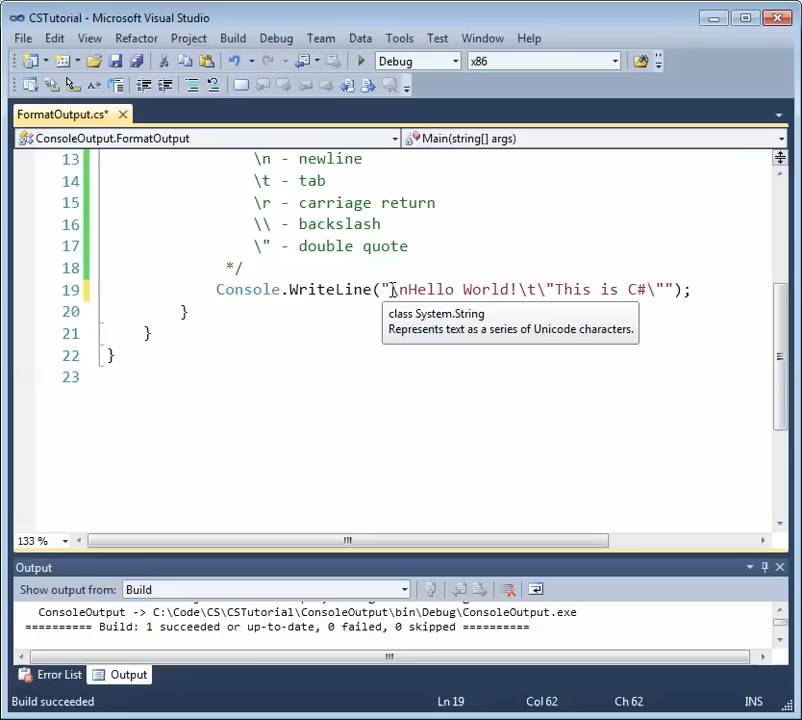 CSTutorial - Microsoft Visual Studio
File Edit View Refactor Project Build Debug Team Data Tools Test Window Help
Debug x86
FormatOutput.cs*
ConsoleOutput.FormatOutput Main(string[] args)
13 \n - newline
14 \t - tab
15 \r - carriage return
16 \\ - backslash
17 \" - double quote
18 */
19 Console.WriteLine("\nHello World!\t\"This is C#\"");
class System.String
Represents text as a series of Unicode characters.
20 }
21 }
22 }
23
133 %
Output
Show output from: Build
ConsoleOutput -> C:\Code\CS\CSTutorial\ConsoleOutput\bin\Debug\ConsoleOutput.exe
========== Build: 1 succeeded or up-to-date, 0 failed, 0 skipped ==========
Error List Output
Build succeeded Ln 19 Col 62 Ch 62 INS